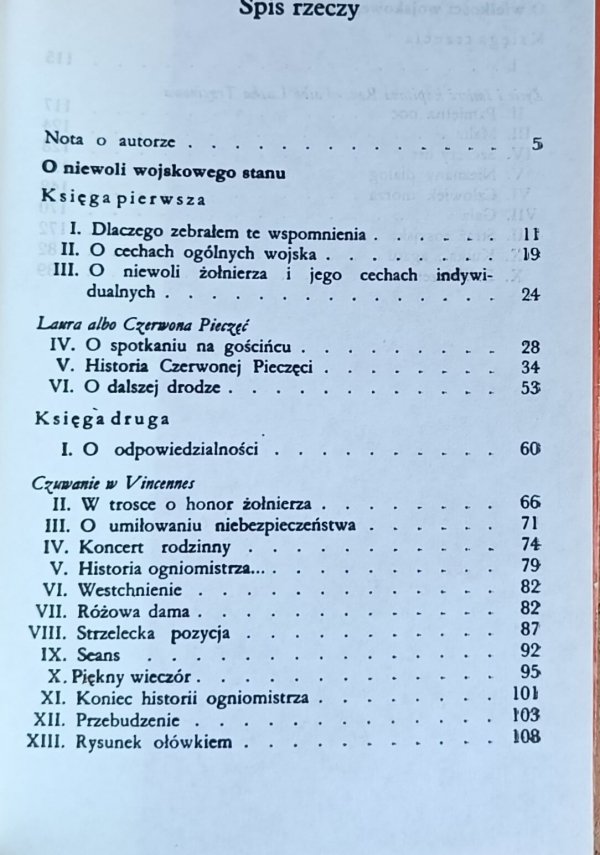 Spis rzeczy
Nota o autorze . . . . . . . . . . . . . . 5
O niewoli wojskowego stanu
Księga pierwsza
I. Dlaczego zebrałem te wspomnienia . . . . . . 11
II. O cechach ogólnych wojska . . . . . . . . 19
III. O niewoli żołnierza i jego cechach indywi-
dualnych . . . . . . . . . . . . . . 24
Laura albo Czerwona Pieczęć
IV. O spotkaniu na gościńcu . . . . . . . . . 28
V. Historia Czerwonej Pieczęci . . . . . . . . 34
VI. O dalszej drodze . . . . . . . . . . . . 53
Księga druga
I. O odpowiedzialności . . . . . . . . . . 60
Czuwanie w Vincennes
II. W trosce o honor żołnierza . . . . . . . . 66
III. O umiłowaniu niebezpieczeństwa . . . . . . 71
IV. Koncert rodzinny . . . . . . . . . . . 74
V. Historia ogniomistrza... . . . . . . . . . . 79
VI. Westchnienie . . . . . . . . . . . . . 82
VII. Różowa dama . . . . . . . . . . . . . 82
VIII. Strzelecka pozycja . . . . . . . . . . . 87
IX. Seans . . . . . . . . . . . . . . . 92
X. Piękny wieczór . . . . . . . . . . . . . 95
XI. Koniec historii ogniomistrza . . . . . . . . 101
XII. Przebudzenie . . . . . . . . . . . . . 103
XIII. Rysunek ołówkiem . . . . . . . . . . . 108